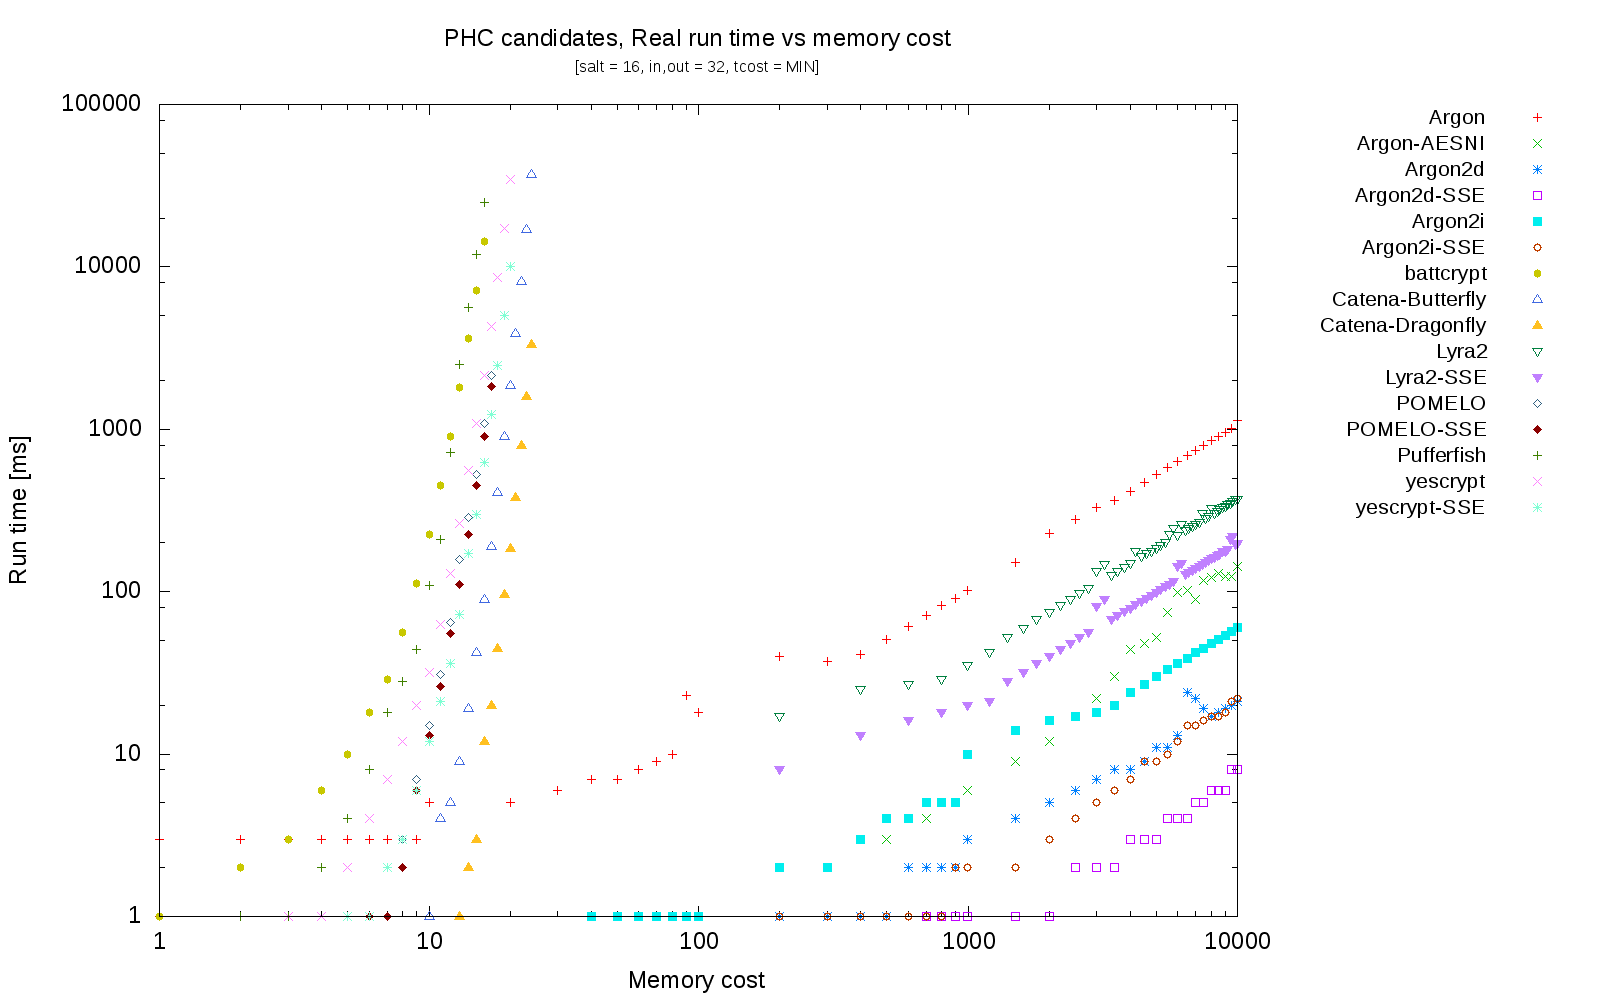 PHC candidates, Real run time vs memory cost
[salt = 16, in,out = 32, tcost = MIN]
100000
10000
1000
100
10
1
Run time [ms]
1
10
100
1000
10000
Memory cost
Argon
Argon-AESNI
Argon2d
Argon2d-SSE
Argon2i
Argon2i-SSE
battcrypt
Catena-Butterfly
Catena-Dragonfly
Lyra2
Lyra2-SSE
POMELO
POMELO-SSE
Pufferfish
yescrypt
yescrypt-SSE